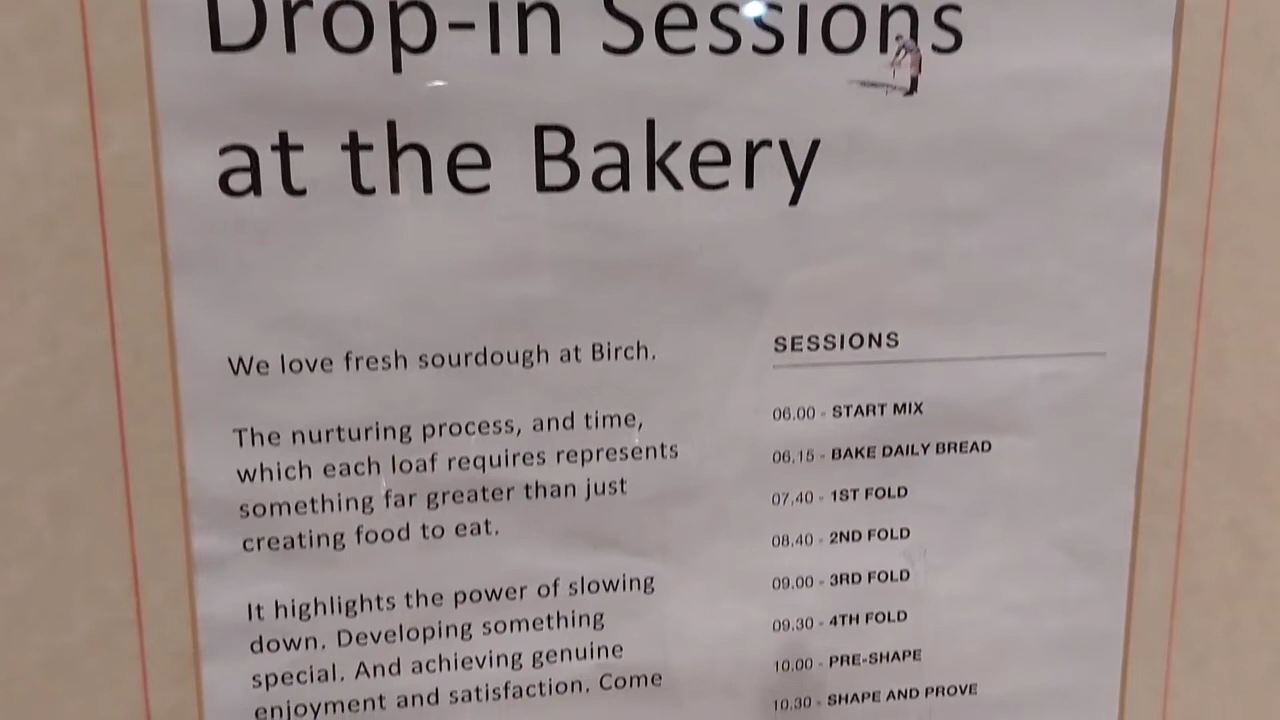 Drop-in Sessions
at the Bakery
We love fresh sourdough at Birch.
The nurturing process, and time,
which each loaf requires represents
something far greater than just
creating food to eat.
It highlights the power of slowing
down. Developing something
special. And achieving genuine
enjoyment and satisfaction. Come
SESSIONS
06.00 - START MIX
06.15 - BAKE DAILY BREAD
07.40 - 1ST FOLD
08.40 - 2ND FOLD
09.00 - 3RD FOLD
09.30 - 4TH FOLD
10.00 - PRE-SHAPE
10.30 - SHAPE AND PROVE